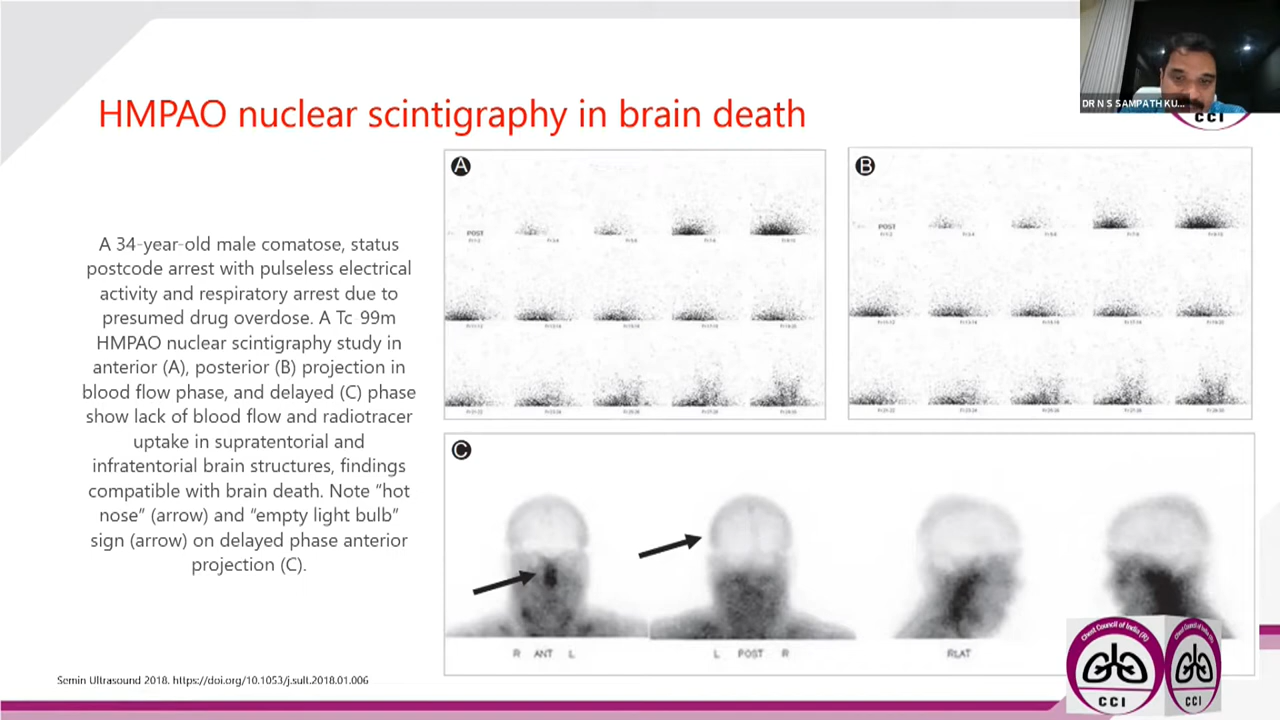 DR N S SAMPATH KU...
CCI
HMPAO nuclear scintigraphy in brain death
A 34-year-old male comatose, status
postcode arrest with pulseless electrical
activity and respiratory arrest due to
presumed drug overdose. A Tc 99m
HMPAO nuclear scintigraphy study in
anterior (A), posterior (B) projection in
blood flow phase, and delayed (C) phase
show lack of blood flow and radiotracer
uptake in supratentorial and
infratentorial brain structures, findings
compatible with brain death. Note “hot
nose” (arrow) and “empty light bulb”
sign (arrow) on delayed phase anterior
projection (C).
Semin Ultrasound 2018. https://doi.org/10.1053/j.sult.2018.01.006
A
POST
B
POST
C
R ANT L
L POST R
RLAT
Chest Council of India (R)
CCI
CCI